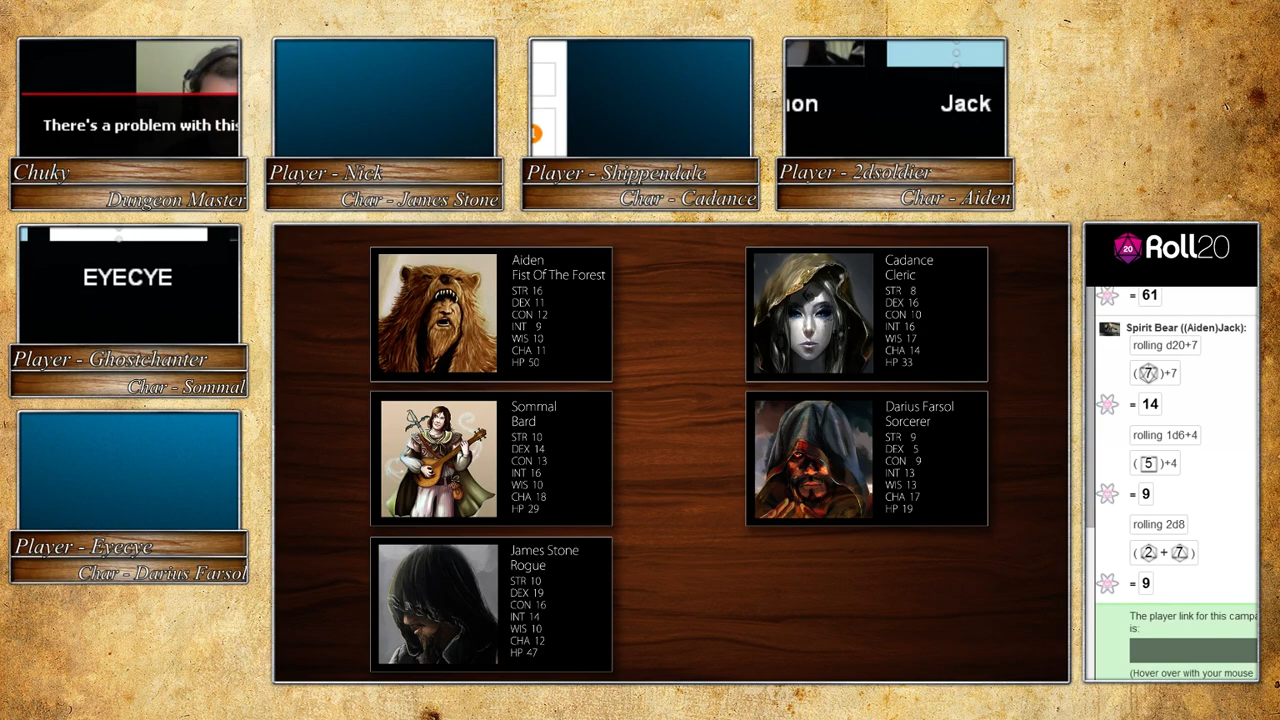 There's a problem with this
Chuky
Dungeon Master
Player - Nick
Char - James Stone
Player - Shippendale
Char - Cadance
Jack
Player - 2dsoldier
Char - Aiden
EYECYE
Player - Ghostchanter
Char - Sommal
Player - Eyecye
Char - Darius Farsol
Aiden
Fist Of The Forest
STR 16
DEX 11
CON 12
INT 9
WIS 10
CHA 11
HP 50
Cadance
Cleric
STR 8
DEX 16
CON 10
INT 16
WIS 17
CHA 14
HP 33
Sommal
Bard
STR 10
DEX 14
CON 13
INT 16
WIS 10
CHA 18
HP 29
Darius Farsol
Sorcerer
STR 9
DEX 5
CON 9
INT 13
WIS 13
CHA 17
HP 19
James Stone
Rogue
STR 10
DEX 19
CON 16
INT 14
WIS 10
CHA 12
HP 47
20 Roll20
= 61
Spirit Bear ((Aiden)Jack):
rolling d20+7
(7)+7
= 14
rolling 1d6+4
(5)+4
= 9
rolling 2d8
(2+7)
= 9
The player link for this campa
is:
(Hover over with your mouse